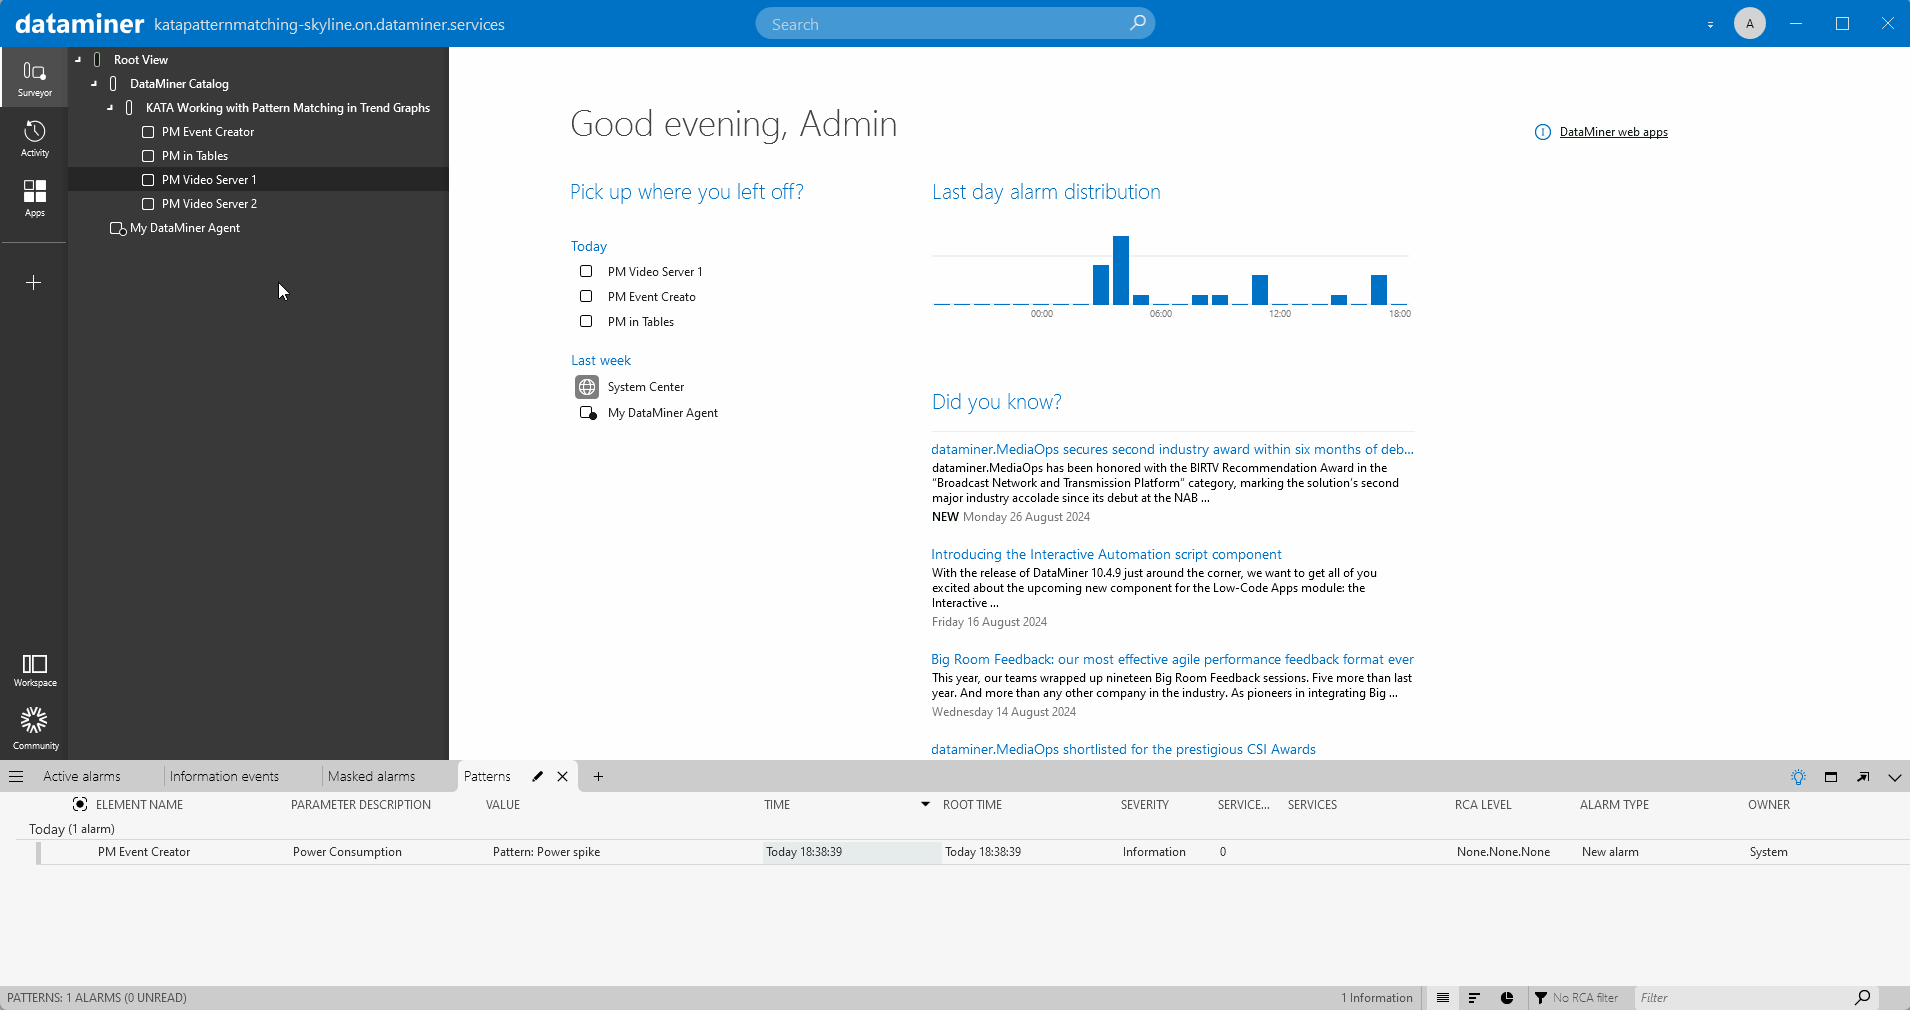 dataminer katapatternmatching-skyline.on.dataminer.services
Search
A
Surveyor
Activity
Apps
Workspace
Community
Root View
DataMiner Catalog
KATA Working with Pattern Matching in Trend Graphs
PM Event Creator
PM in Tables
PM Video Server 1
PM Video Server 2
My DataMiner Agent
Good evening, Admin
DataMiner web apps
Pick up where you left off?
Today
PM Video Server 1
PM Event Creato
PM in Tables
Last week
System Center
My DataMiner Agent
Last day alarm distribution
00:00 06:00 12:00 18:00
Did you know?
dataminer.MediaOps secures second industry award within six months of deb...
dataminer.MediaOps has been honored with the BIRTV Recommendation Award in the
“Broadcast Network and Transmission Platform” category, marking the solution’s second
major industry accolade since its debut at the NAB ...
NEW Monday 26 August 2024
Introducing the Interactive Automation script component
With the release of DataMiner 10.4.9 just around the corner, we want to get all of you
excited about the upcoming new component for the Low-Code Apps module: the
Interactive ...
Friday 16 August 2024
Big Room Feedback: our most effective agile performance feedback format ever
This year, our teams wrapped up nineteen Big Room Feedback sessions. Five more than last
year. And more than any other company in the industry. As pioneers in integrating Big ...
Wednesday 14 August 2024
dataminer.MediaOps shortlisted for the prestigious CSI Awards
Active alarms Information events Masked alarms Patterns
ELEMENT NAME PARAMETER DESCRIPTION VALUE TIME ROOT TIME SEVERITY SERVICE... SERVICES RCA LEVEL ALARM TYPE OWNER
Today (1 alarm)
PM Event Creator Power Consumption Pattern: Power spike Today 18:38:39 Today 18:38:39 Information 0 None.None.None New alarm System
PATTERNS: 1 ALARMS (0 UNREAD) 1 Information No RCA filter Filter